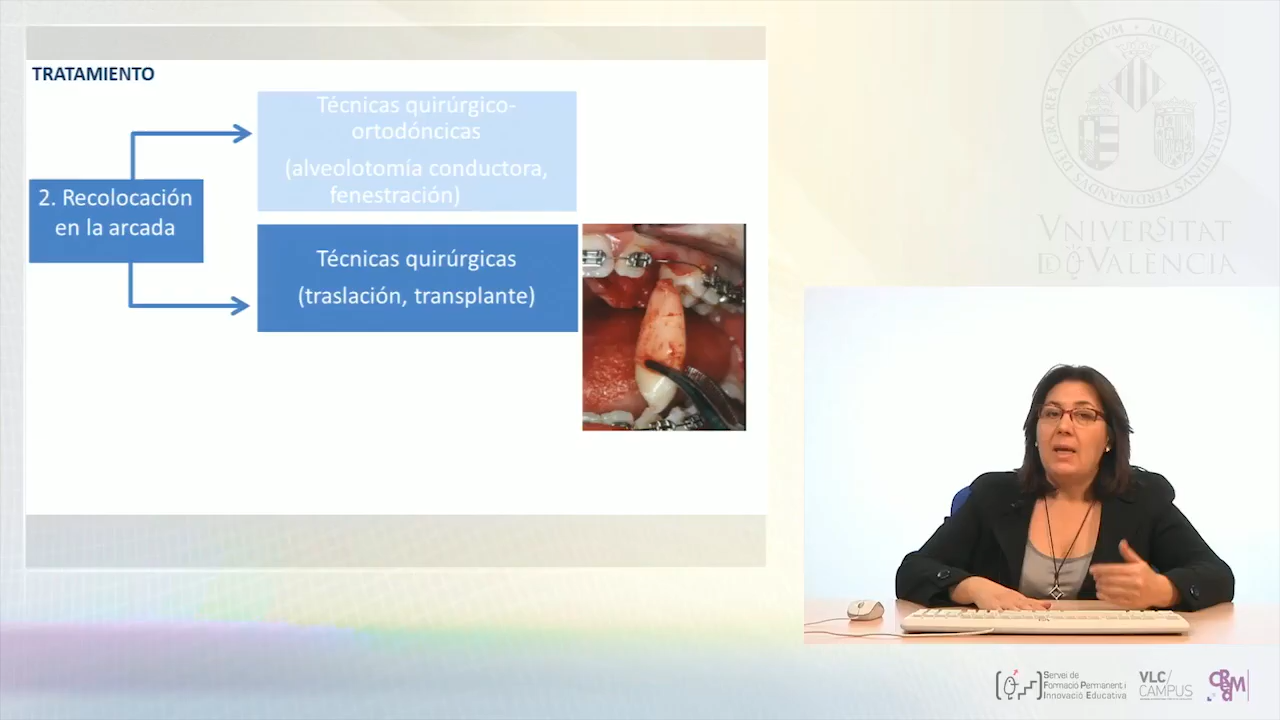 TRATAMIENTO
Técnicas quirúrgico-
ortodóncicas
(alveolotomía conductora,
fenestración)
2. Recolocación
en la arcada
Técnicas quirúrgicas
(traslación, transplante)
VNIVERSITAT
DӦVALÈNCIA
Servei de
Formació Permanent i
Innovació Educativa
VLC/
CAMPUS